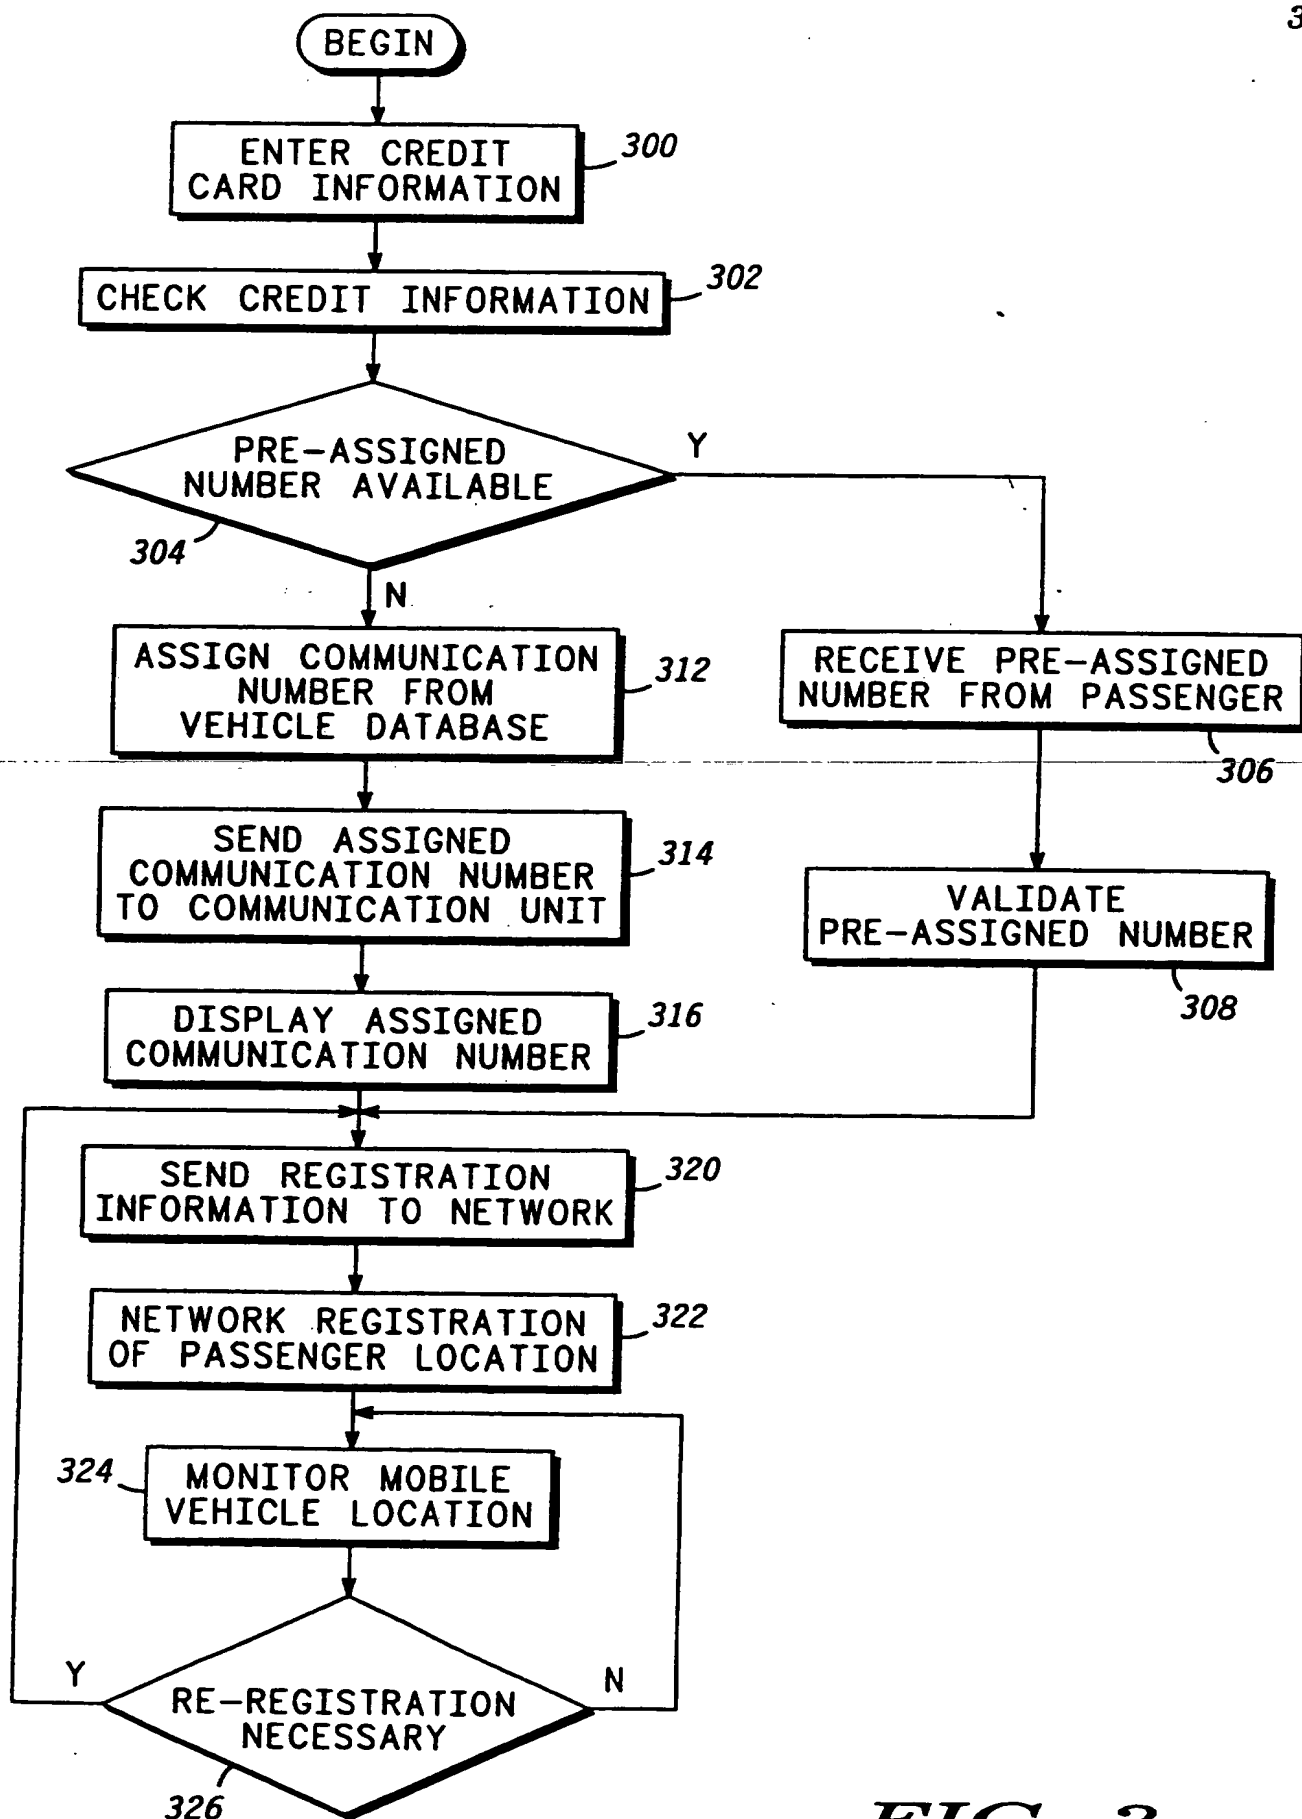 3
BEGIN
ENTER CREDIT
CARD INFORMATION
300
CHECK CREDIT INFORMATION
302
PRE-ASSIGNED
NUMBER AVAILABLE
Y
304
N
ASSIGN COMMUNICATION
NUMBER FROM
VEHICLE DATABASE
312
RECEIVE PRE-ASSIGNED
NUMBER FROM PASSENGER
306
SEND ASSIGNED
COMMUNICATION NUMBER
TO COMMUNICATION UNIT
314
VALIDATE
PRE-ASSIGNED NUMBER
308
DISPLAY ASSIGNED
COMMUNICATION NUMBER
316
SEND REGISTRATION
INFORMATION TO NETWORK
320
NETWORK REGISTRATION
OF PASSENGER LOCATION
322
324
MONITOR MOBILE
VEHICLE LOCATION
Y
N
RE-REGISTRATION
NECESSARY
326
FIG. 3